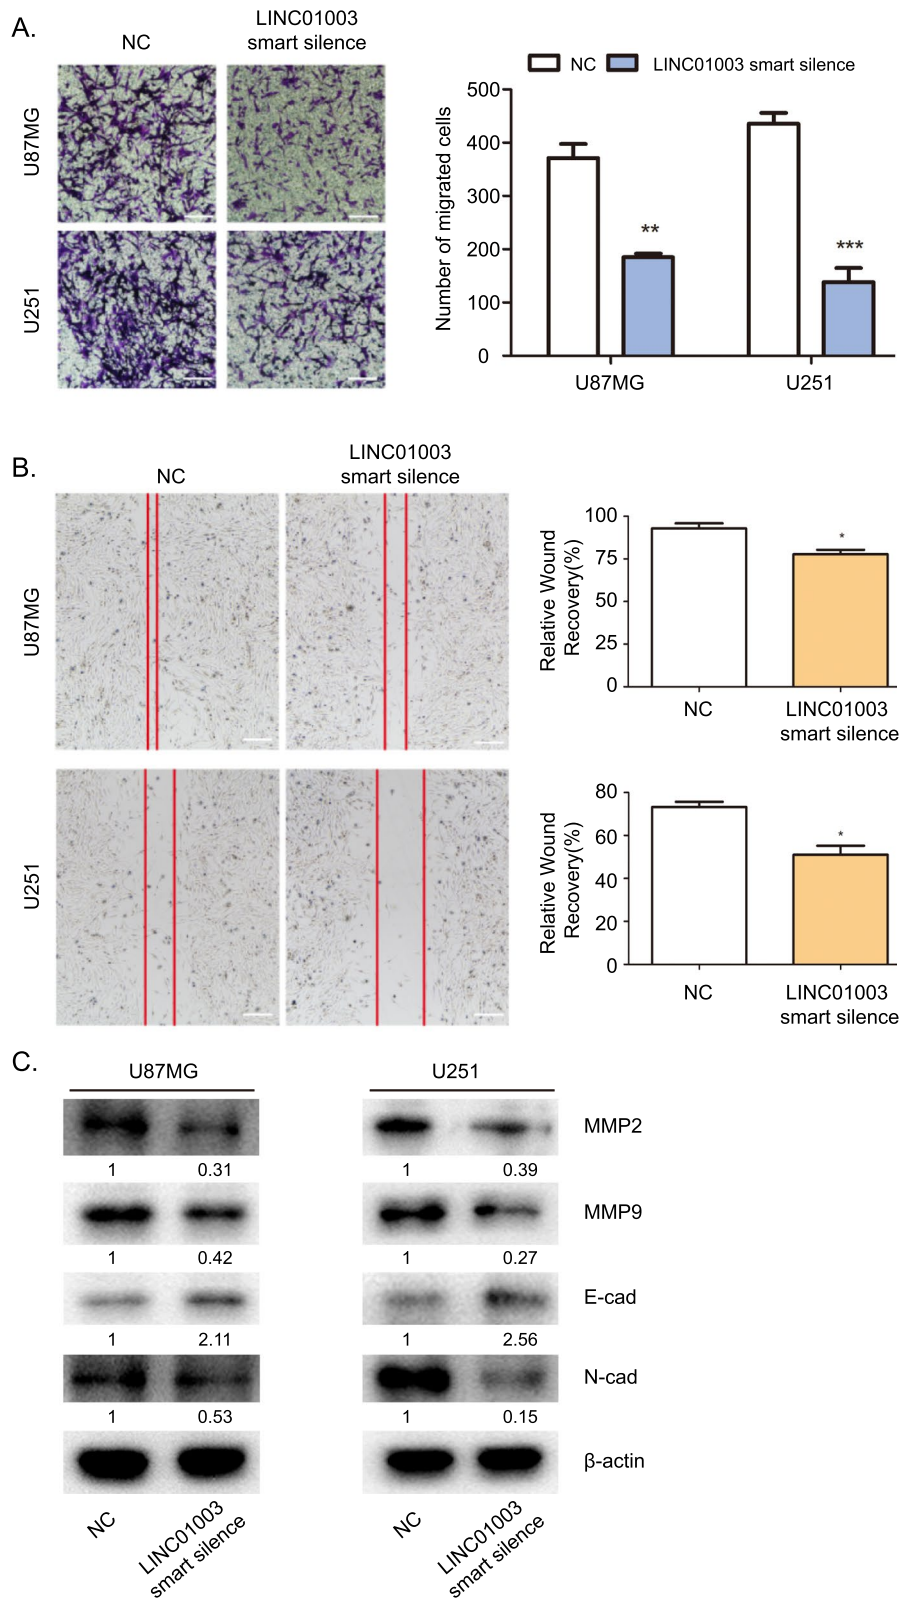 A.
NC
LINC01003
smart silence
U87MG
U251
NC
LINC01003 smart silence
Number of migrated cells
500
400
300
200
100
0
**
***
U87MG
U251
B.
NC
LINC01003
smart silence
U87MG
U251
Relative Wound
Recovery(%)
100
75
50
25
0
*
NC
LINC01003
smart silence
Relative Wound
Recovery(%)
80
60
40
20
0
*
NC
LINC01003
smart silence
C.
U87MG
U251
MMP2
1 0.31 1 0.39
MMP9
1 0.42 1 0.27
E-cad
1 2.11 1 2.56
N-cad
1 0.53 1 0.15
β-actin
NC
LINC01003
smart silence
NC
LINC01003
smart silence